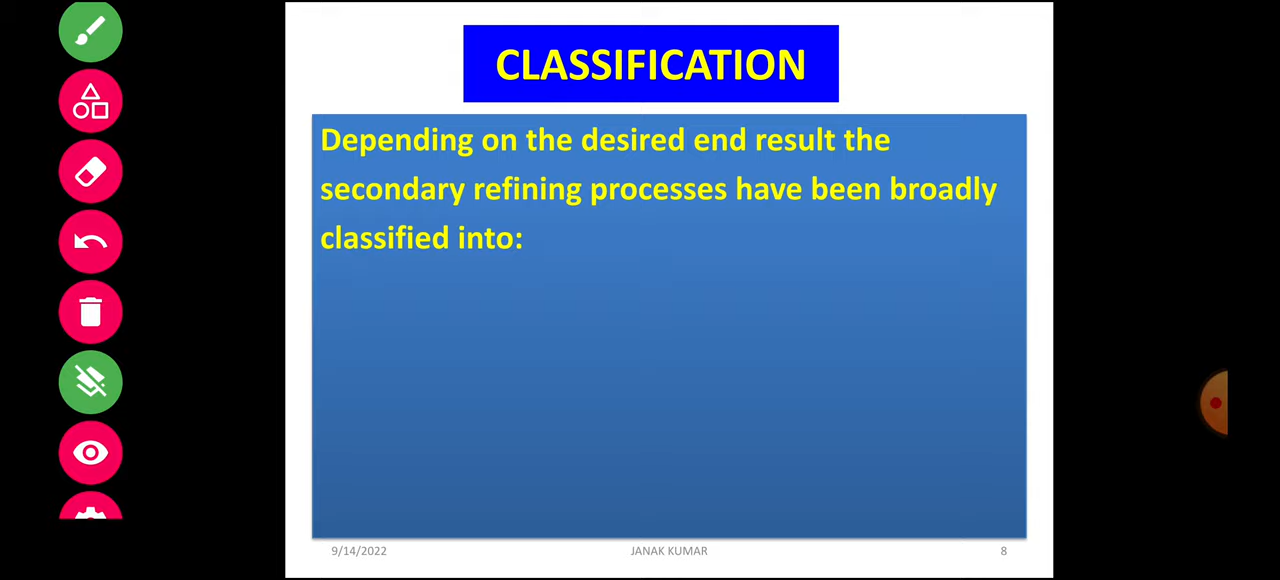 CLASSIFICATION
Depending on the desired end result the
secondary refining processes have been broadly
classified into:
9/14/2022 JANAK KUMAR 8